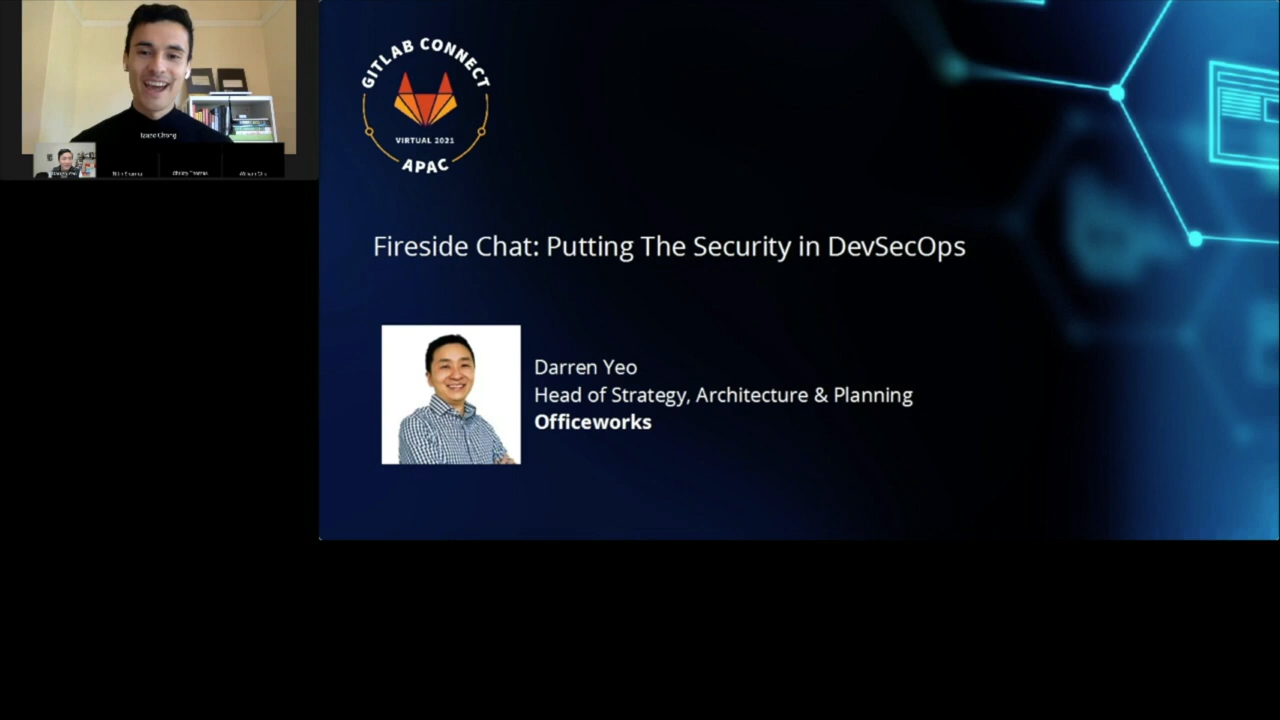 GITLAB CONNECT
VIRTUAL 2021
APAC
Fireside Chat: Putting The Security in DevSecOps
Darren Yeo
Head of Strategy, Architecture & Planning
Officeworks